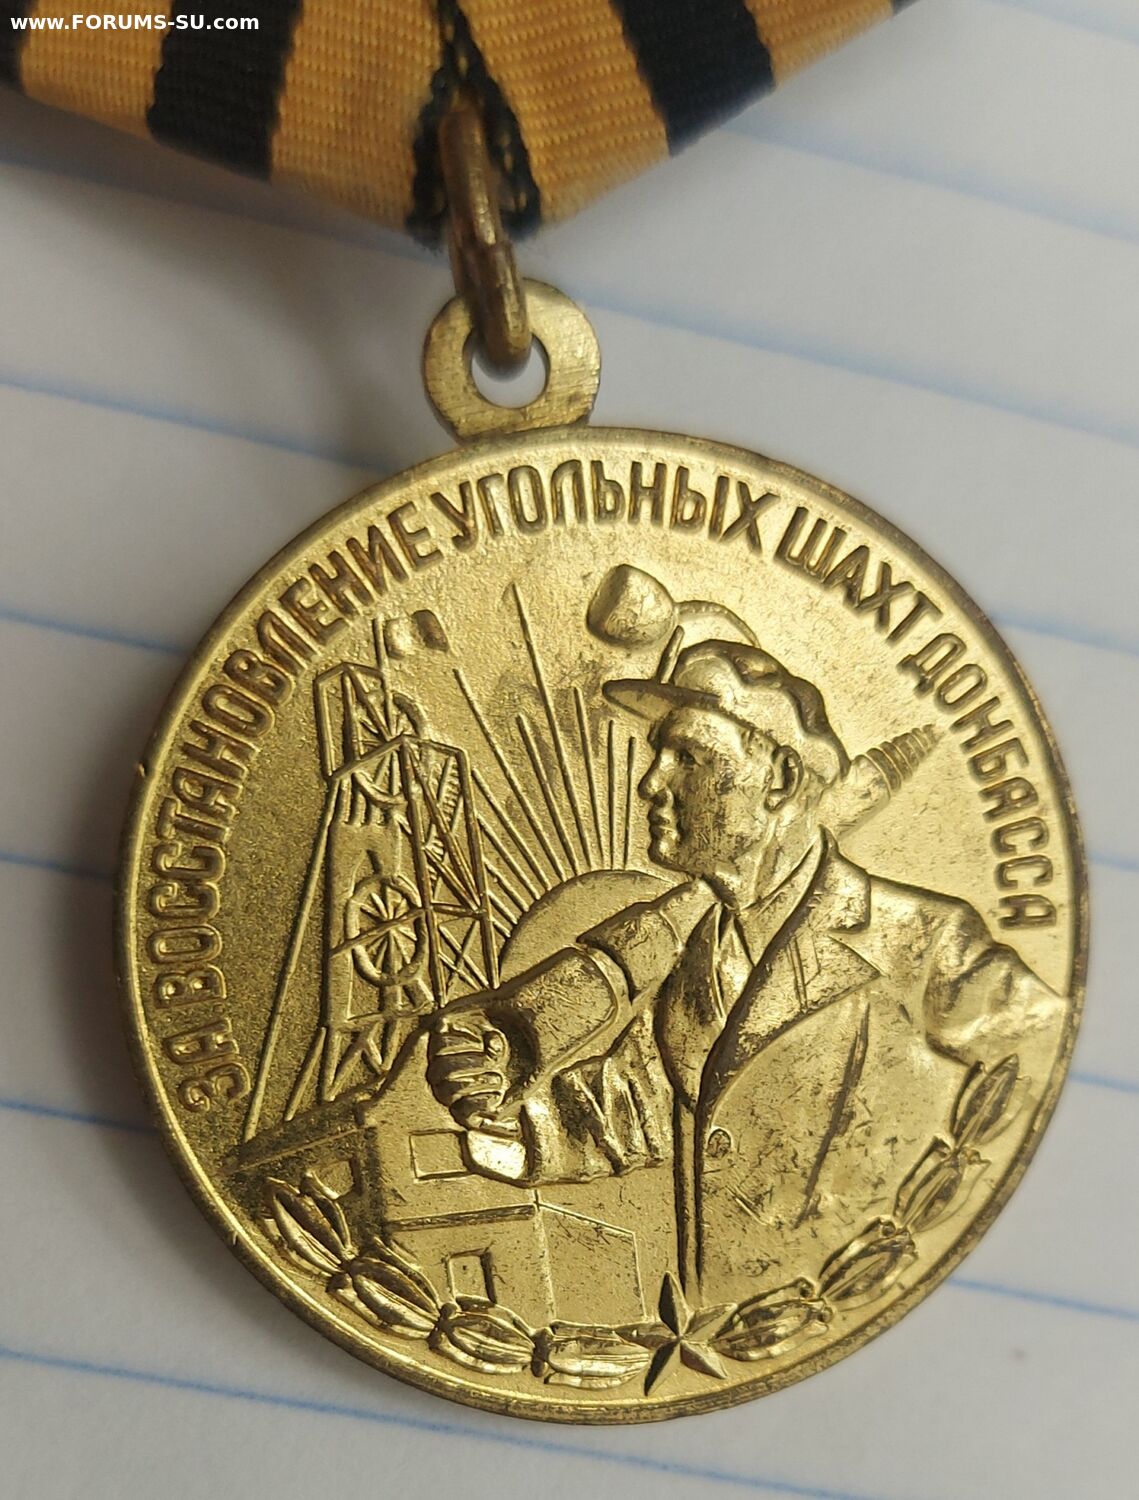 www.FORUMS-SU.com
ЗА ВОССТАНОВЛЕНИЕ УГОЛЬНЫХ ШАХТ ДОНБАССА